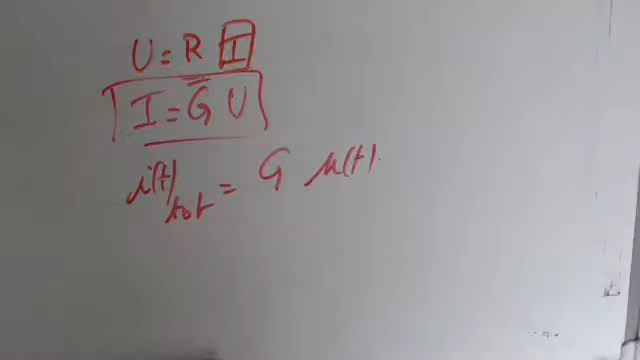 U = R I
I = G U
i(t)tot = G u(t).